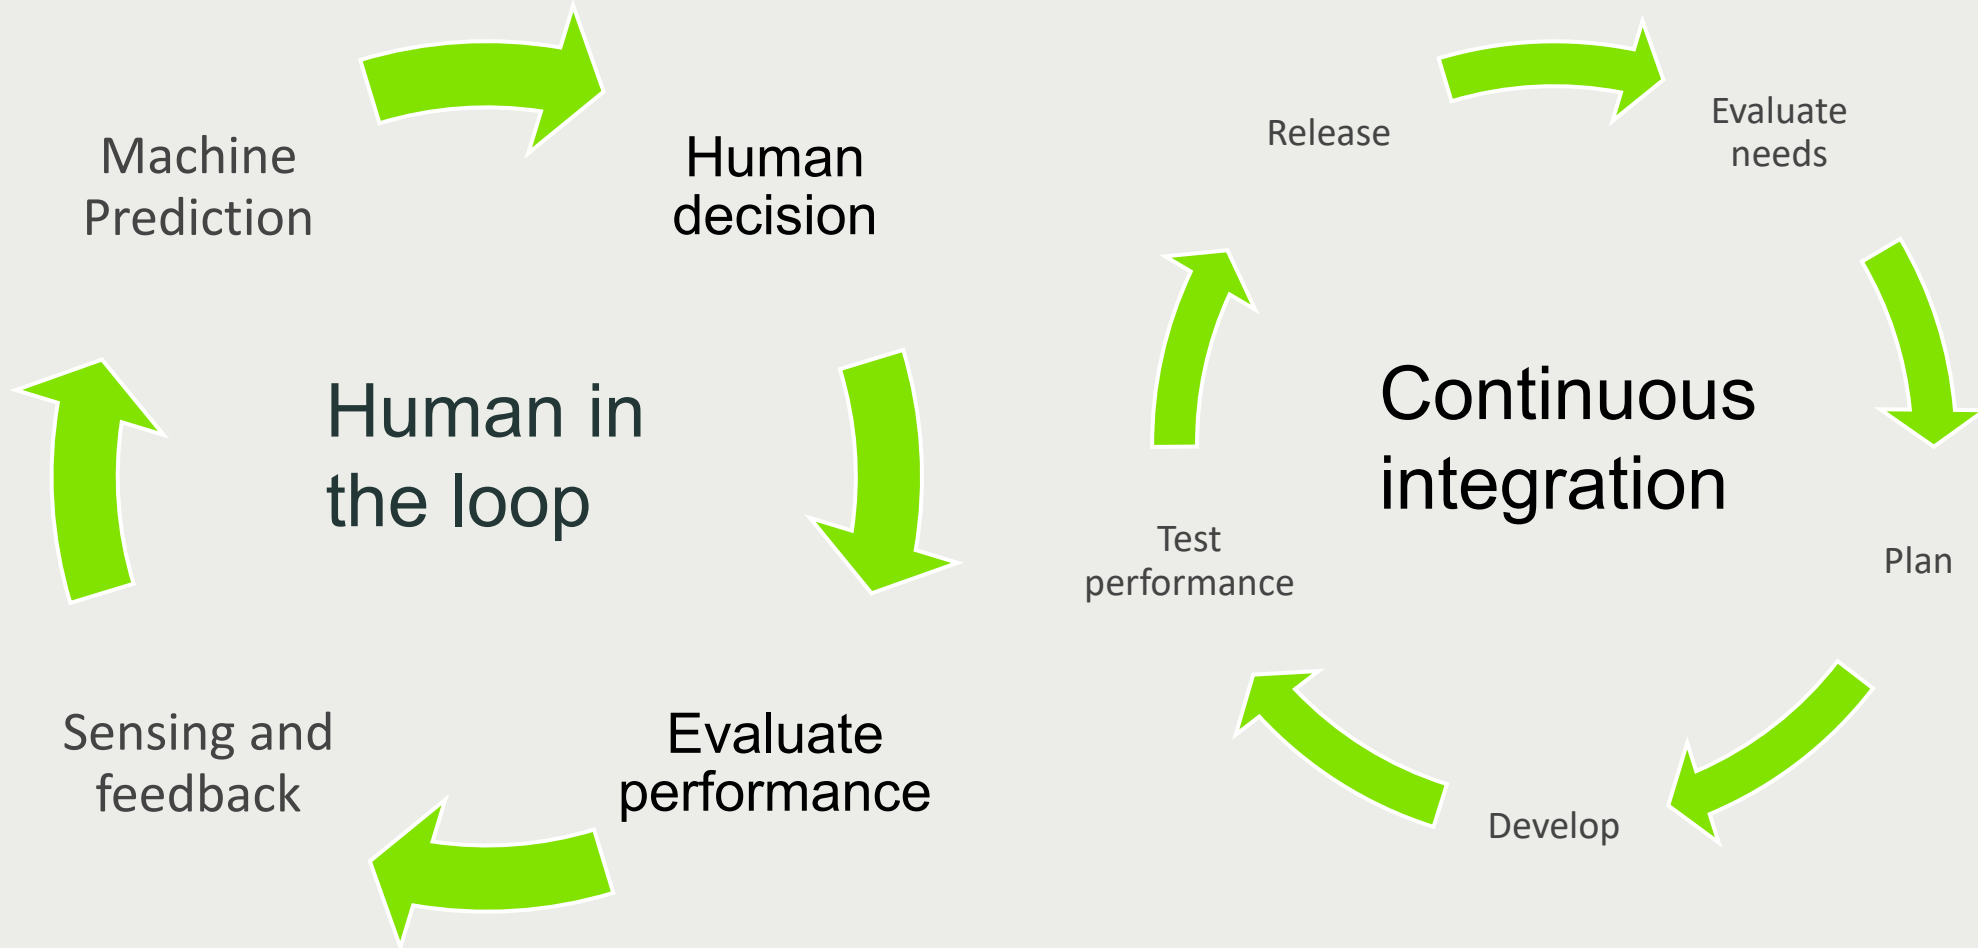 Machine
Prediction
Human
decision
Human in
the loop
Sensing and
feedback
Evaluate
performance
Release
Evaluate
needs
Continuous
integration
Test
performance
Plan
Develop